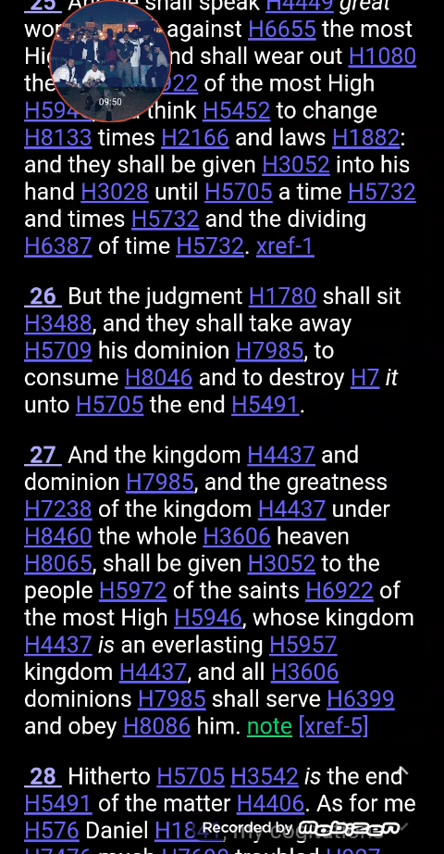 25 shall speak H4449 great
against H6655 the most
and shall wear out H1080
the of the most High
think H5452 to change
H8133 times H2166 and laws H1882:
and they shall be given H3052 into his
hand H3028 until H5705 a time H5732
and times H5732 and the dividing
H6387 of time H5732. xref-1
26 But the judgment H1780 shall sit
H3488, and they shall take away
H5709 his dominion H7985, to
consume H8046 and to destroy H7 it
unto H5705 the end H5491.
27 And the kingdom H4437 and
dominion H7985, and the greatness
H7238 of the kingdom H4437 under
H8460 the whole H3606 heaven
H8065, shall be given H3052 to the
people H5972 of the saints H6922 of
the most High H5946, whose kingdom
H4437 is an everlasting H5957
kingdom H4437, and all H3606
dominions H7985 shall serve H6399
and obey H8086 him. note [xref-5]
28 Hitherto H5705 H3542 is the end
H5491 of the matter H4406. As for me
H576 Daniel my
09:50
Recorded by Mobizen